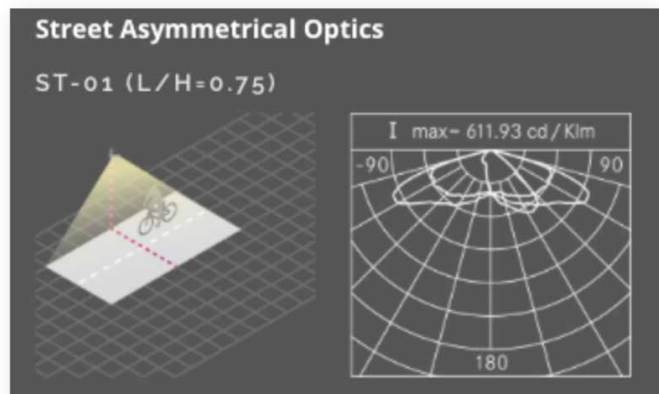 Street Asymmetrical Optics
ST-01 (L/H=0.75)
I max= 611.93 cd / Klm
-90 90
180